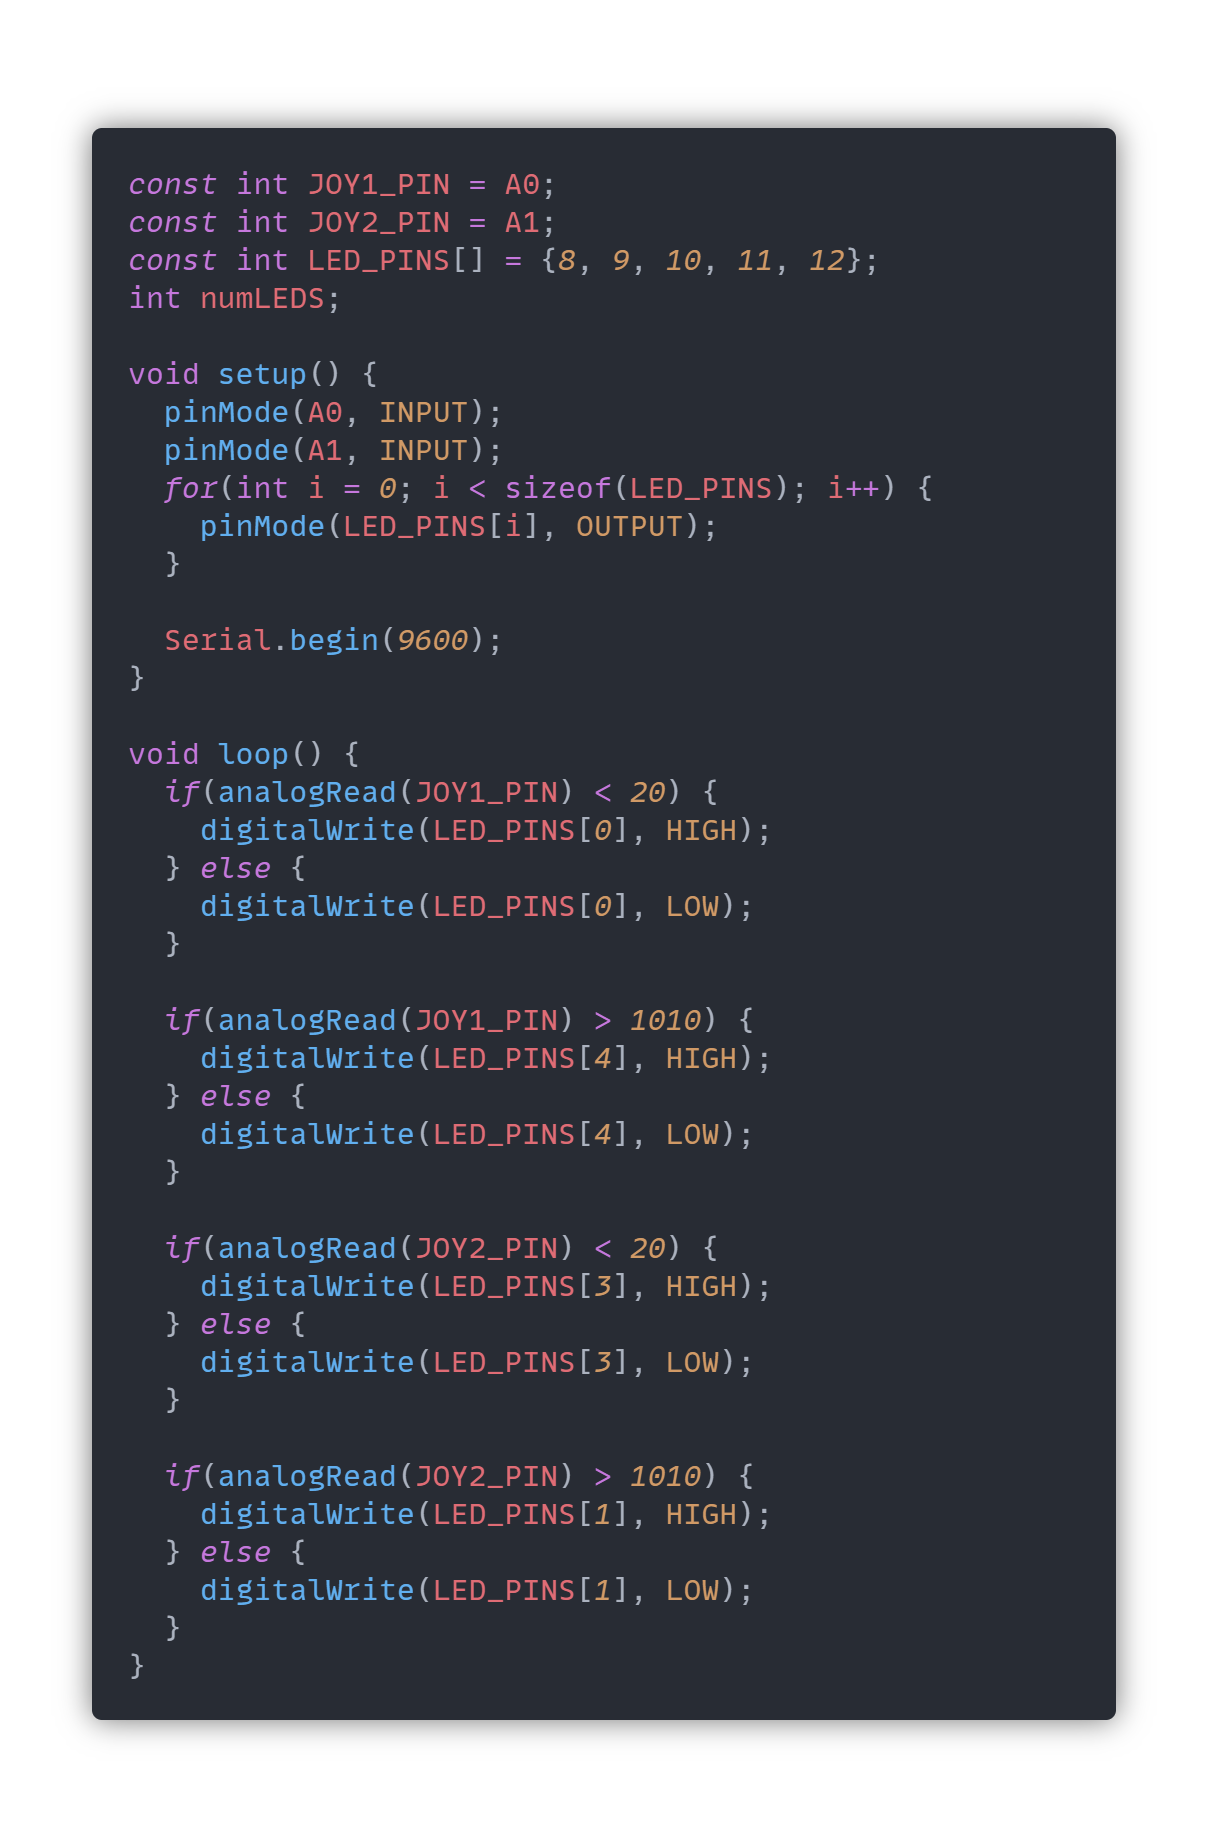 const int JOY1_PIN = A0;
const int JOY2_PIN = A1;
const int LED_PINS[] = {8, 9, 10, 11, 12};
int numLEDS;

void setup() {
  pinMode(A0, INPUT);
  pinMode(A1, INPUT);
  for(int i = 0; i < sizeof(LED_PINS); i++) {
    pinMode(LED_PINS[i], OUTPUT);
  }

  Serial.begin(9600);
}

void loop() {
  if(analogRead(JOY1_PIN) < 20) {
    digitalWrite(LED_PINS[0], HIGH);
  } else {
    digitalWrite(LED_PINS[0], LOW);
  }

  if(analogRead(JOY1_PIN) > 1010) {
    digitalWrite(LED_PINS[4], HIGH);
  } else {
    digitalWrite(LED_PINS[4], LOW);
  }

  if(analogRead(JOY2_PIN) < 20) {
    digitalWrite(LED_PINS[3], HIGH);
  } else {
    digitalWrite(LED_PINS[3], LOW);
  }

  if(analogRead(JOY2_PIN) > 1010) {
    digitalWrite(LED_PINS[1], HIGH);
  } else {
    digitalWrite(LED_PINS[1], LOW);
  }
}